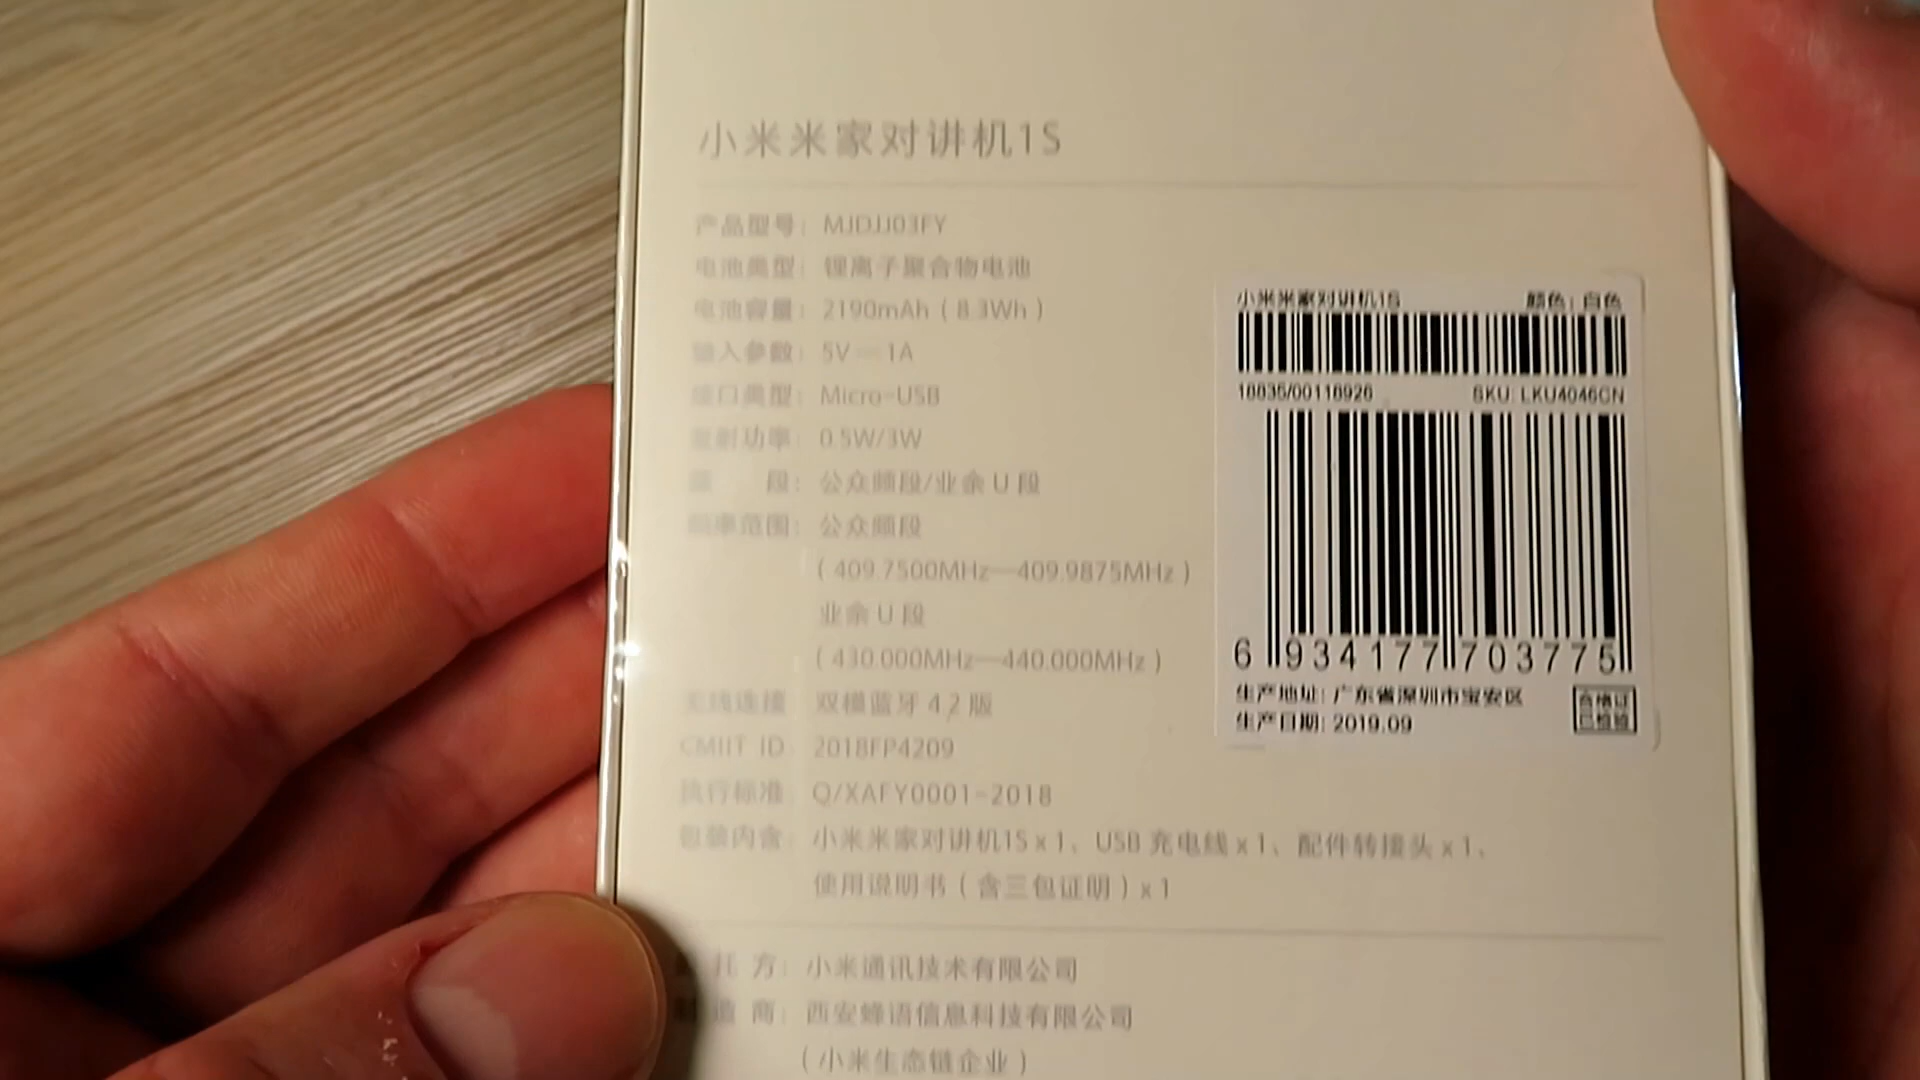 小米米家对讲机1S
产品型号: MJDJJ03FY
电池类型: 锂离子聚合物电池
电池容量: 2190mAh ( 8.3Wh )
输入参数: 5V⎓1A
接口类型: Micro-USB
发射功率: 0.5W/3W
频 段: 公众频段/业余 U 段
频率范围: 公众频段
( 409.7500MHz—409.9875MHz )
业余 U 段
( 430.000MHz—440.000MHz )
无线连接: 双模蓝牙 4.2 版
CMIIT ID: 2018FP4209
执行标准: Q/XAFY0001-2018
包装内含: 小米米家对讲机1S x 1、USB 充电线 x 1、配件转接头 x 1、
使用说明书 ( 含三包证明 ) x 1
托 方: 小米通讯技术有限公司
制 造 商: 西安蜂语信息科技有限公司
( 小米生态链企业 )
小米米家对讲机1S 颜色: 白色
18835/00118926 SKU: LKU4046CN
6 934177 703775
生产地址: 广东省深圳市宝安区
生产日期: 2019.09
合格证
已检验